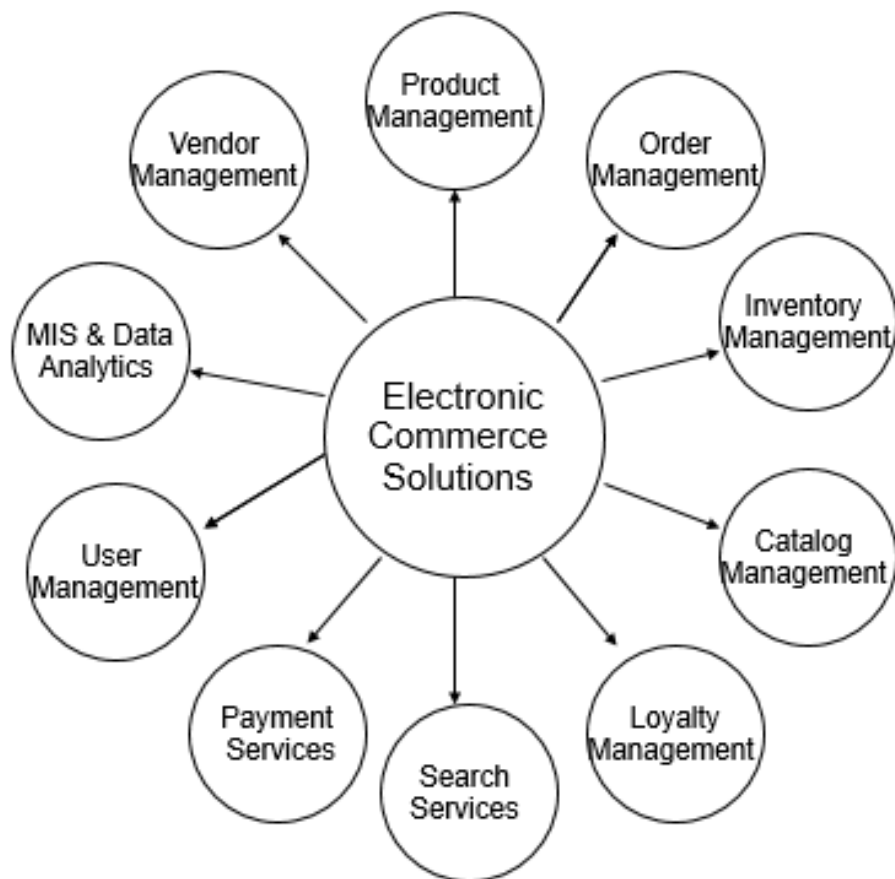 Product
Management
Vendor
Management
Order
Management
Inventory
Management
MIS & Data
Analytics
Electronic
Commerce
Solutions
User
Management
Catalog
Management
Payment
Services
Loyalty
Management
Search
Services